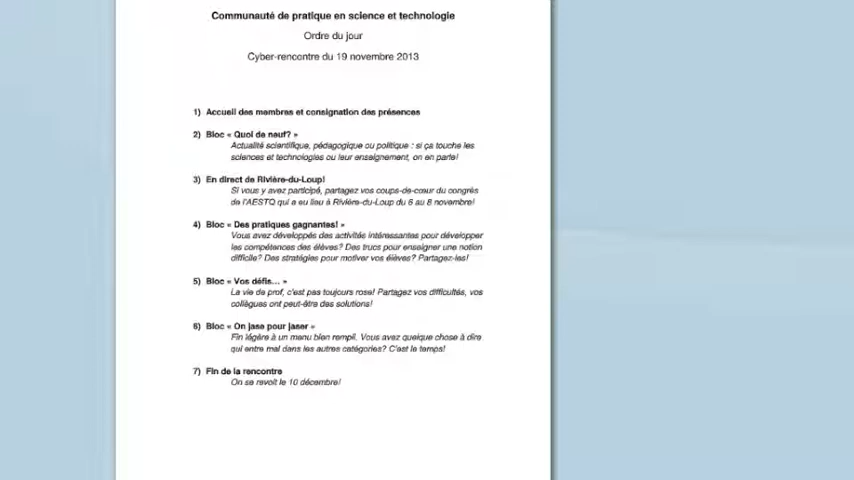 Communauté de pratique en science et technologie
Ordre du jour
Cyber-rencontre du 19 novembre 2013
1) Accueil des membres et consignation des présences
2) Bloc « Quoi de neuf? »
Actualité scientifique, pédagogique ou politique : si ça touche les
sciences et technologies ou leur enseignement, on en parle!
3) En direct de Rivière-du-Loup!
Si vous y avez participé, partagez vos coups-de-cœur du congrès
de l'AESTQ qui a eu lieu à Rivière-du-Loup du 6 au 8 novembre!
4) Bloc « Des pratiques gagnantes! »
Vous avez développés des activités intéressantes pour développer
les compétences des élèves? Des trucs pour enseigner une notion
difficile? Des stratégies pour motiver vos élèves? Partagez-les!
5) Bloc « Vos défis... »
La vie de prof, c'est pas toujours rose! Partagez vos difficultés, vos
collègues ont peut-être des solutions!
6) Bloc « On jase pour jaser »
Fin légère à un menu bien rempli. Vous avez quelque chose à dire
qui entre mal dans les autres catégories? C'est le temps!
7) Fin de la rencontre
On se revoit le 10 décembre!